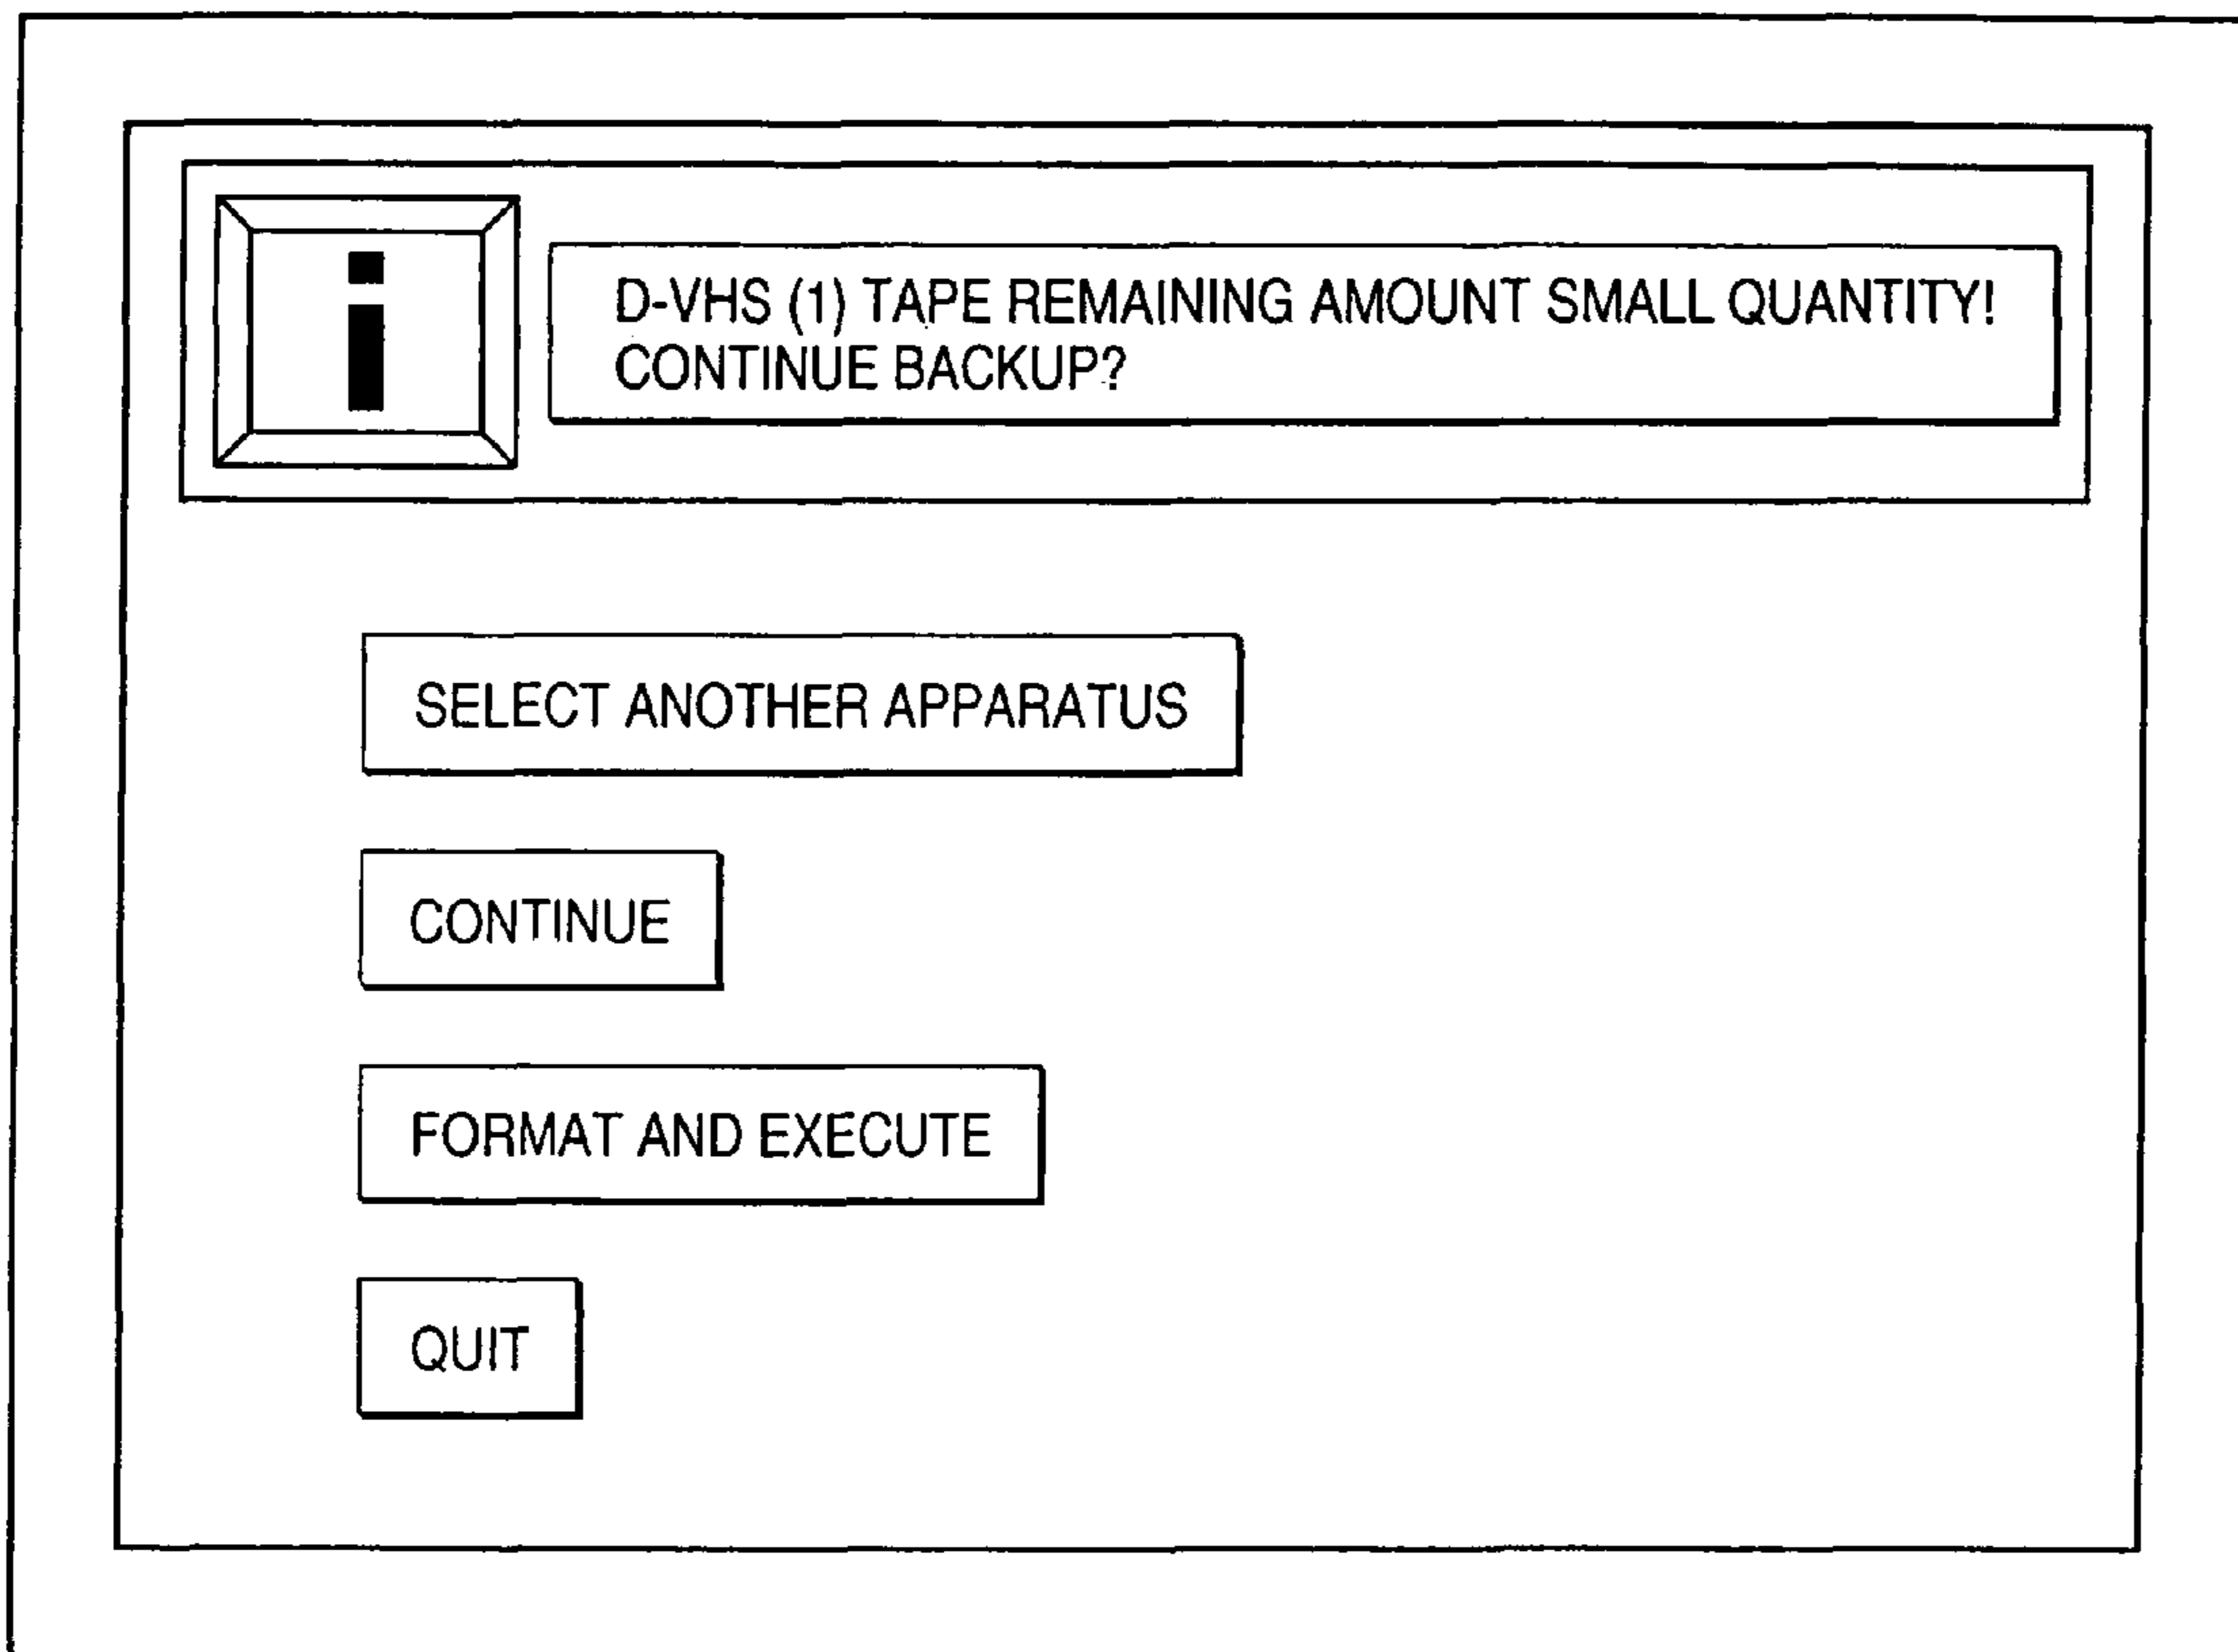 i
D-VHS (1) TAPE REMAINING AMOUNT SMALL QUANTITY!
CONTINUE BACKUP?
SELECT ANOTHER APPARATUS
CONTINUE
FORMAT AND EXECUTE
QUIT